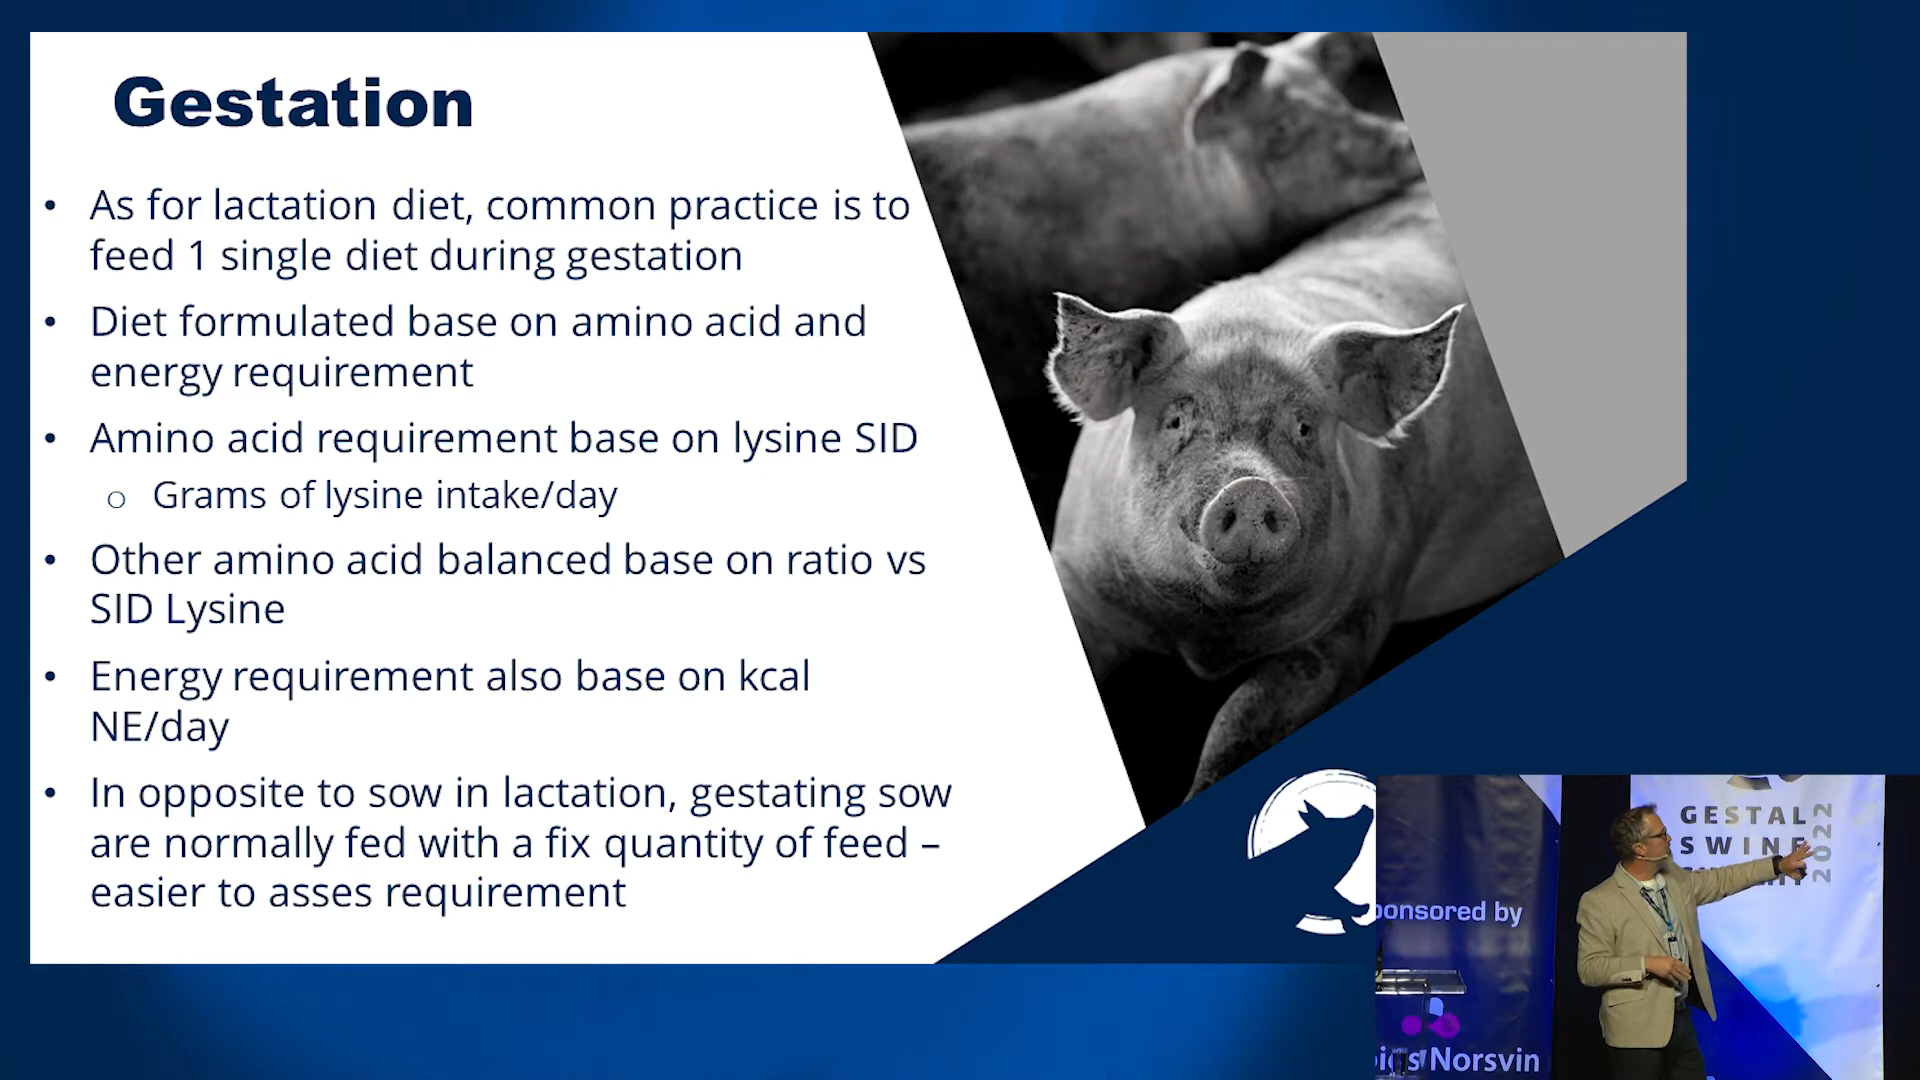 Gestation
• As for lactation diet, common practice is to
feed 1 single diet during gestation
• Diet formulated base on amino acid and
energy requirement
• Amino acid requirement base on lysine SID
o Grams of lysine intake/day
• Other amino acid balanced base on ratio vs
SID Lysine
• Energy requirement also base on kcal
NE/day
• In opposite to sow in lactation, gestating sow
are normally fed with a fix quantity of feed –
easier to asses requirement
GESTAL
SWINE
2022
ponsored by
Norsvin